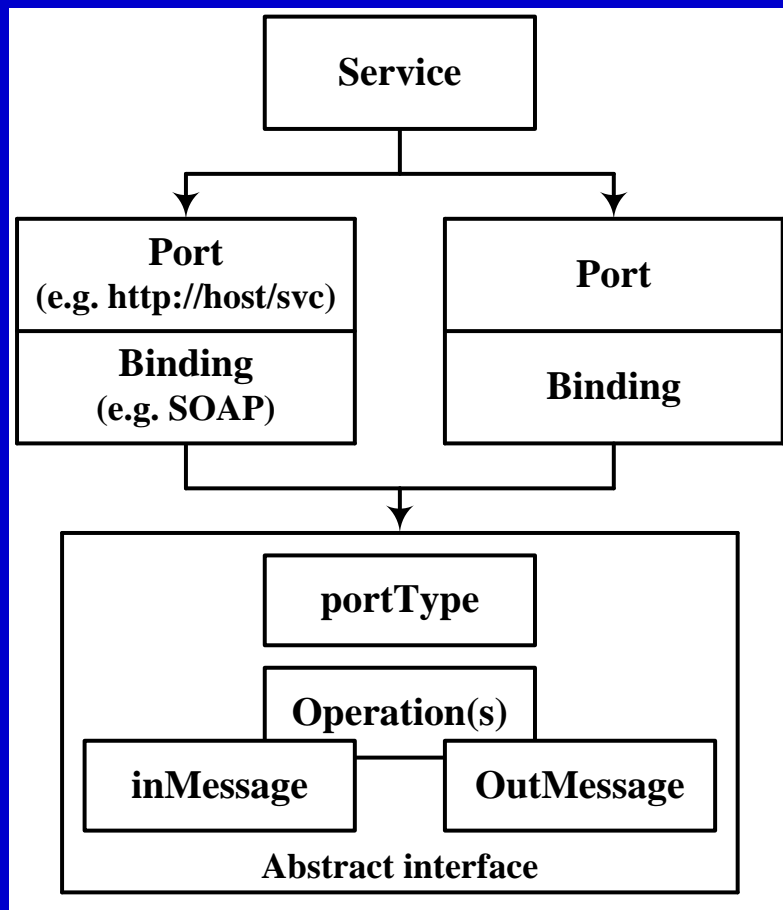 Service
Port
(e.g. http://host/svc)
Binding
(e.g. SOAP)
Port
Binding
portType
Operation(s)
inMessage
OutMessage
Abstract interface